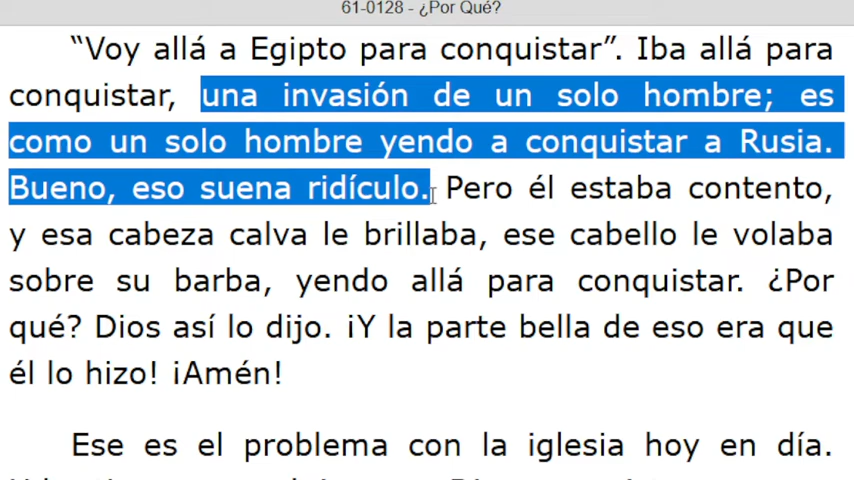 61-0128 - ¿Por Qué?
“Voy allá a Egipto para conquistar”. Iba allá para
conquistar, una invasión de un solo hombre; es
como un solo hombre yendo a conquistar a Rusia.
Bueno, eso suena ridículo. Pero él estaba contento,
y esa cabeza calva le brillaba, ese cabello le volaba
sobre su barba, yendo allá para conquistar. ¿Por
qué? Dios así lo dijo. ¡Y la parte bella de eso era que
él lo hizo! ¡Amén!
Ese es el problema con la iglesia hoy en día.